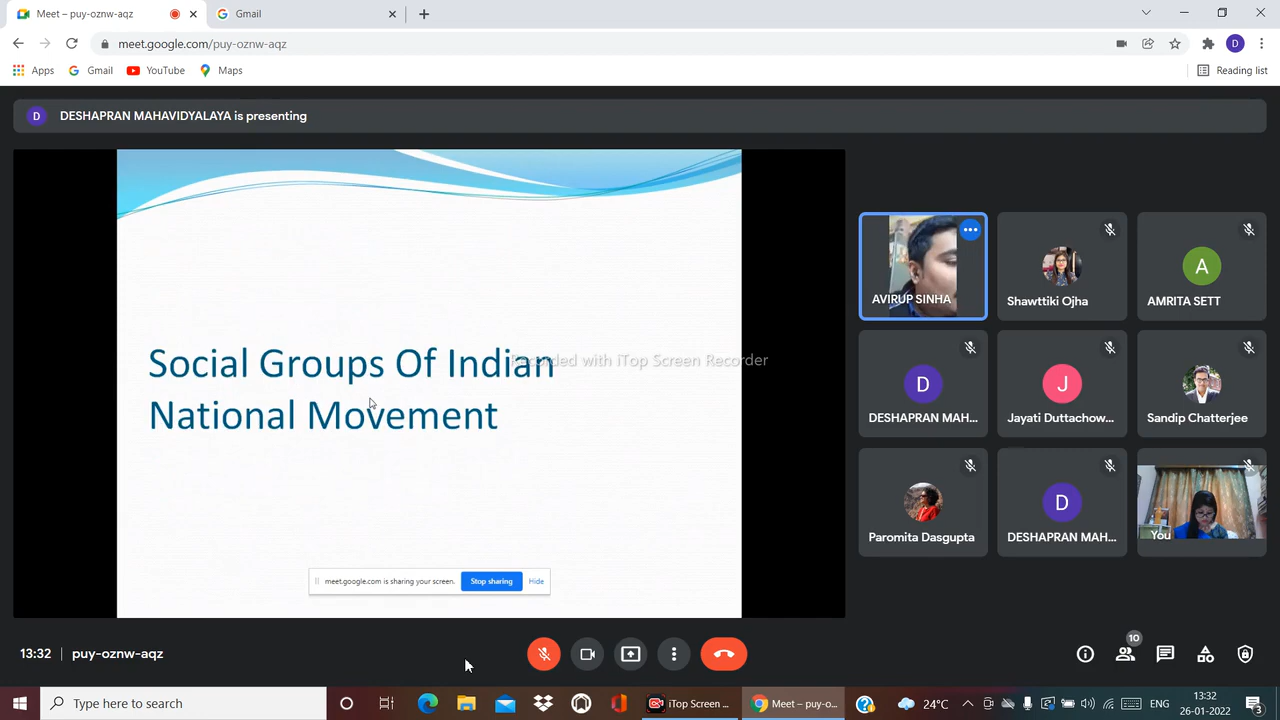 Meet – puy-oznw-aqz
Gmail
meet.google.com/puy-oznw-aqz
Apps
Gmail
YouTube
Maps
Reading list
D
D
DESHAPRAN MAHAVIDYALAYA is presenting
Social Groups Of Indian
National Movement
Recorded with iTop Screen Recorder
meet.google.com is sharing your screen.
Stop sharing
Hide
AVIRUP SINHA
Shawttiki Ojha
A
AMRITA SETT
D
DESHAPRAN MAH...
J
Jayati Duttachow...
Sandip Chatterjee
Paromita Dasgupta
D
DESHAPRAN MAH...
You
13:32 | puy-oznw-aqz
10
Type here to search
iTop Screen ...
Meet – puy-o...
24°C
ENG
13:32
26-01-2022
3